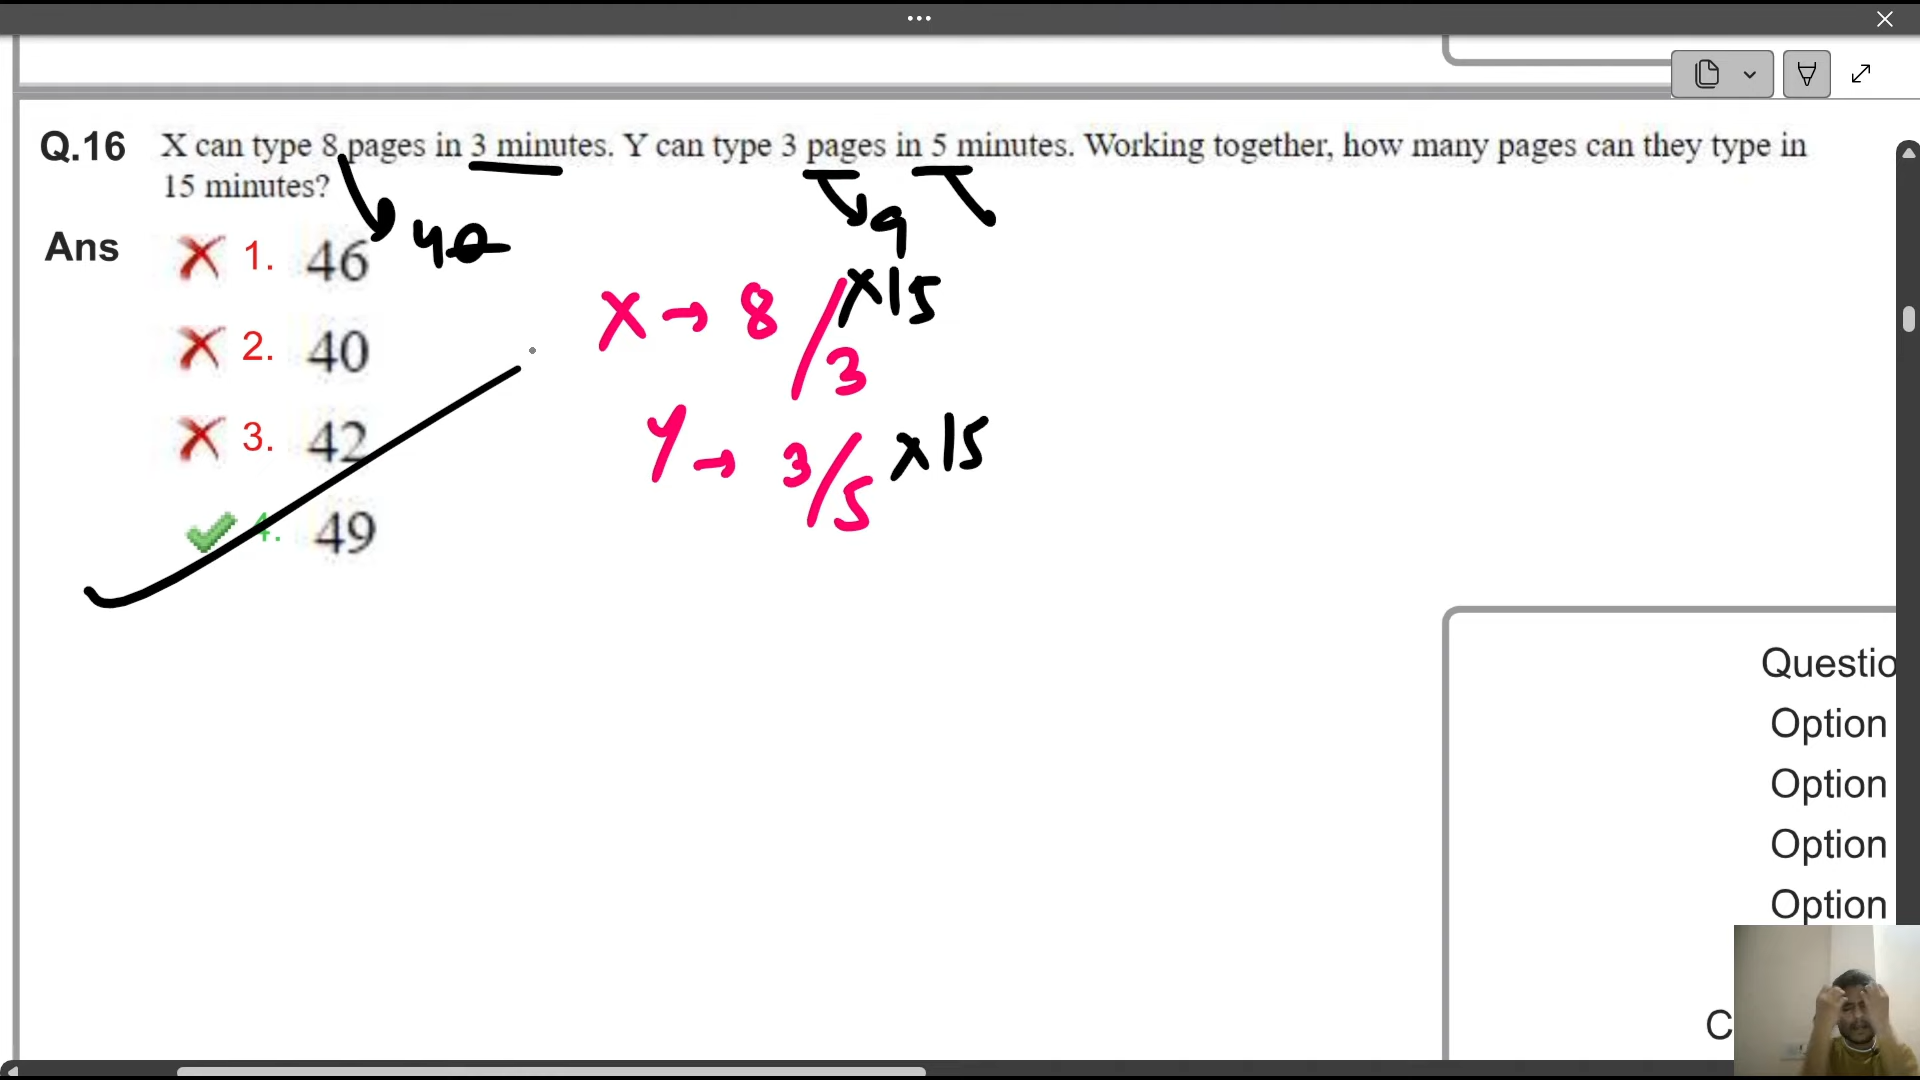 Q.16 X can type 8 pages in 3 minutes. Y can type 3 pages in 5 minutes. Working together, how many pages can they type in
15 minutes?
Ans 1. 46
40
9
2. 40
3. 42
4. 49
X → 8/3 ×15
Y → 3/5 ×15
Questio
Option
Option
Option
Option
C